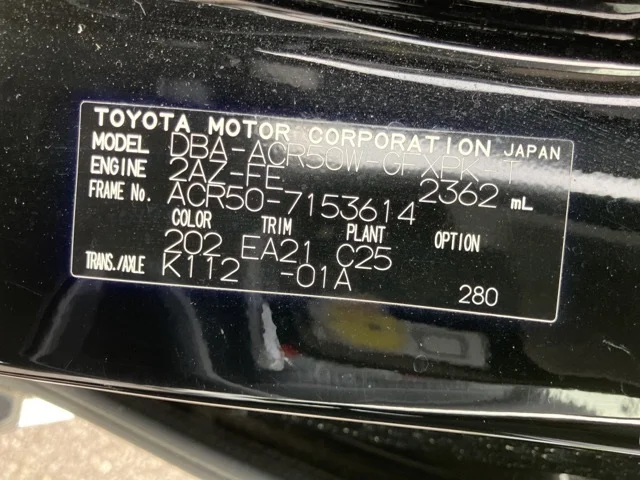 TOYOTA MOTOR CORPORATION JAPAN
MODEL DBA-ACR50W-GFXPK-T
ENGINE 2AZ-FE 2362 mL
FRAME No. ACR50-7153614
COLOR TRIM PLANT OPTION
202 EA21 C25
TRANS./AXLE K112 -01A
280